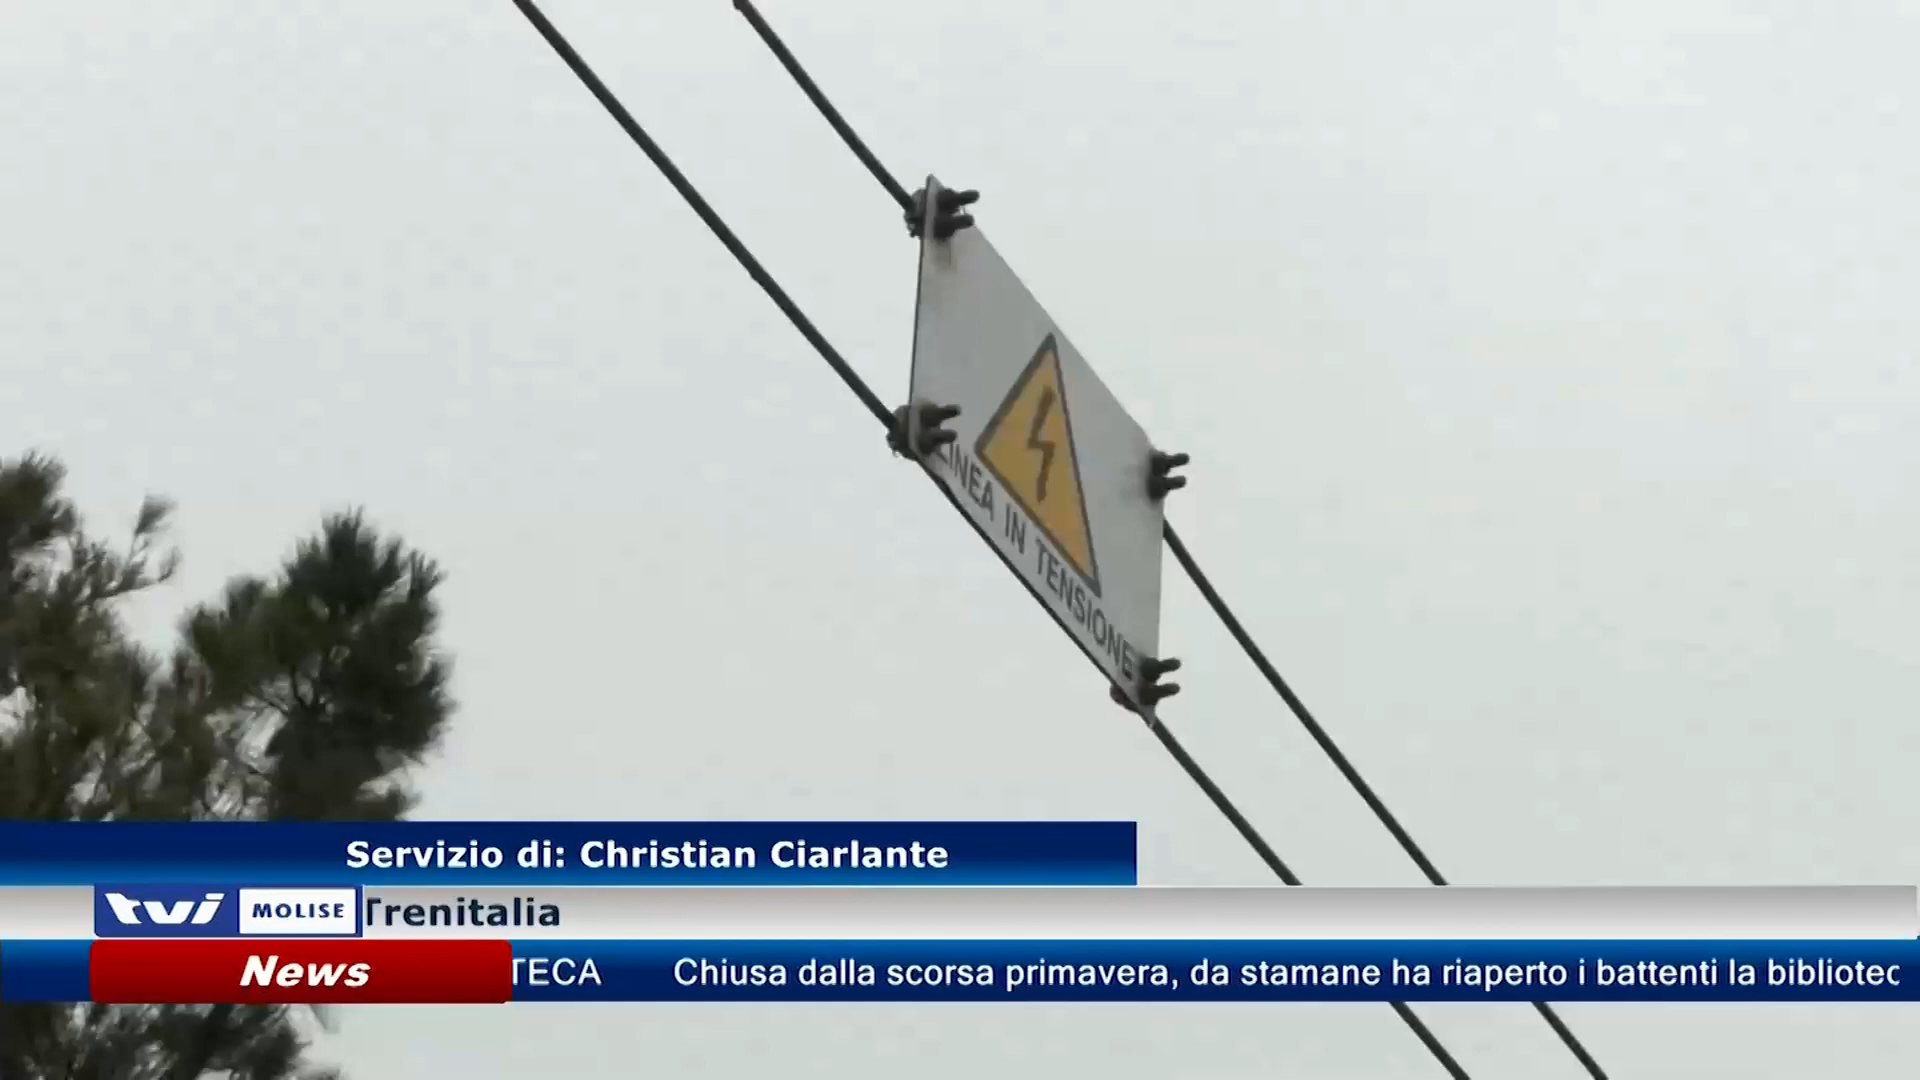 LINEA IN TENSIONE
Servizio di: Christian Ciarlante
tvi MOLISE Trenitalia
News TECA Chiusa dalla scorsa primavera, da stamane ha riaperto i battenti la bibliotec